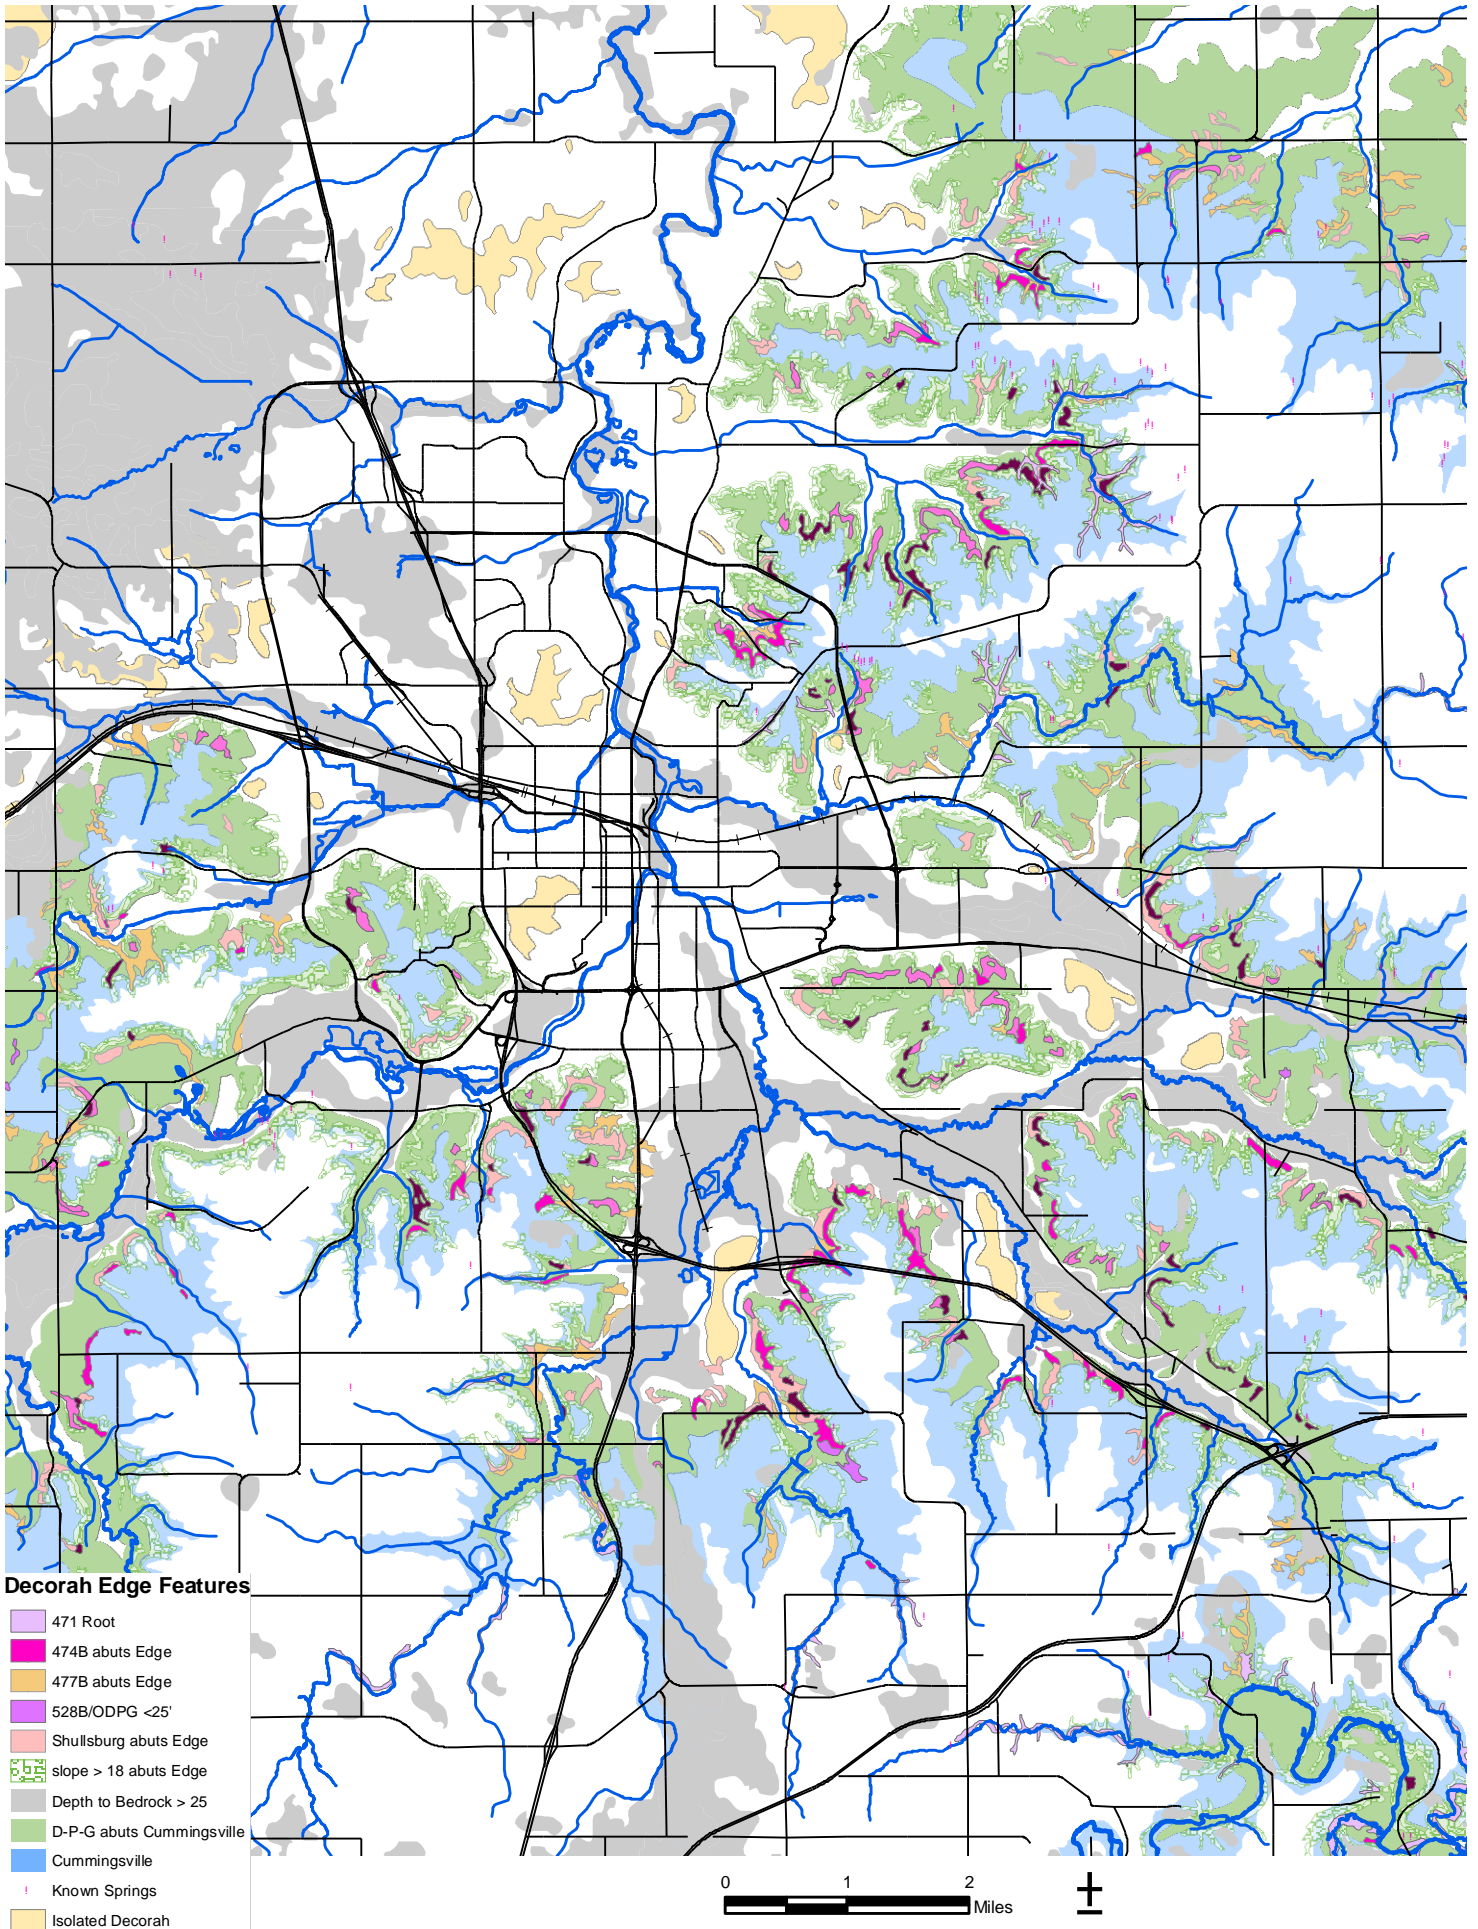 Decorah Edge Features
471 Root
474B abuts Edge
477B abuts Edge
528B/ODPG <25'
Shullsburg abuts Edge
slope > 18 abuts Edge
Depth to Bedrock > 25
D-P-G abuts Cummingsville
Cummingsville
Known Springs
Isolated Decorah
0 1 2
Miles